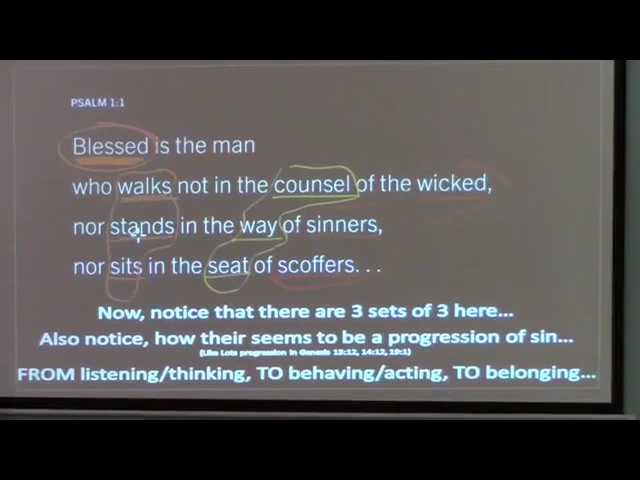 PSALM 1:1
Blessed is the man
who walks not in the counsel of the wicked,
nor stands in the way of sinners,
nor sits in the seat of scoffers. . .
Now, notice that there are 3 sets of 3 here...
Also notice, how their seems to be a progression of sin...
(Like Lots progression in Genesis 13:12, 14:12, 19:1)
FROM listening/thinking, TO behaving/acting, TO belonging...